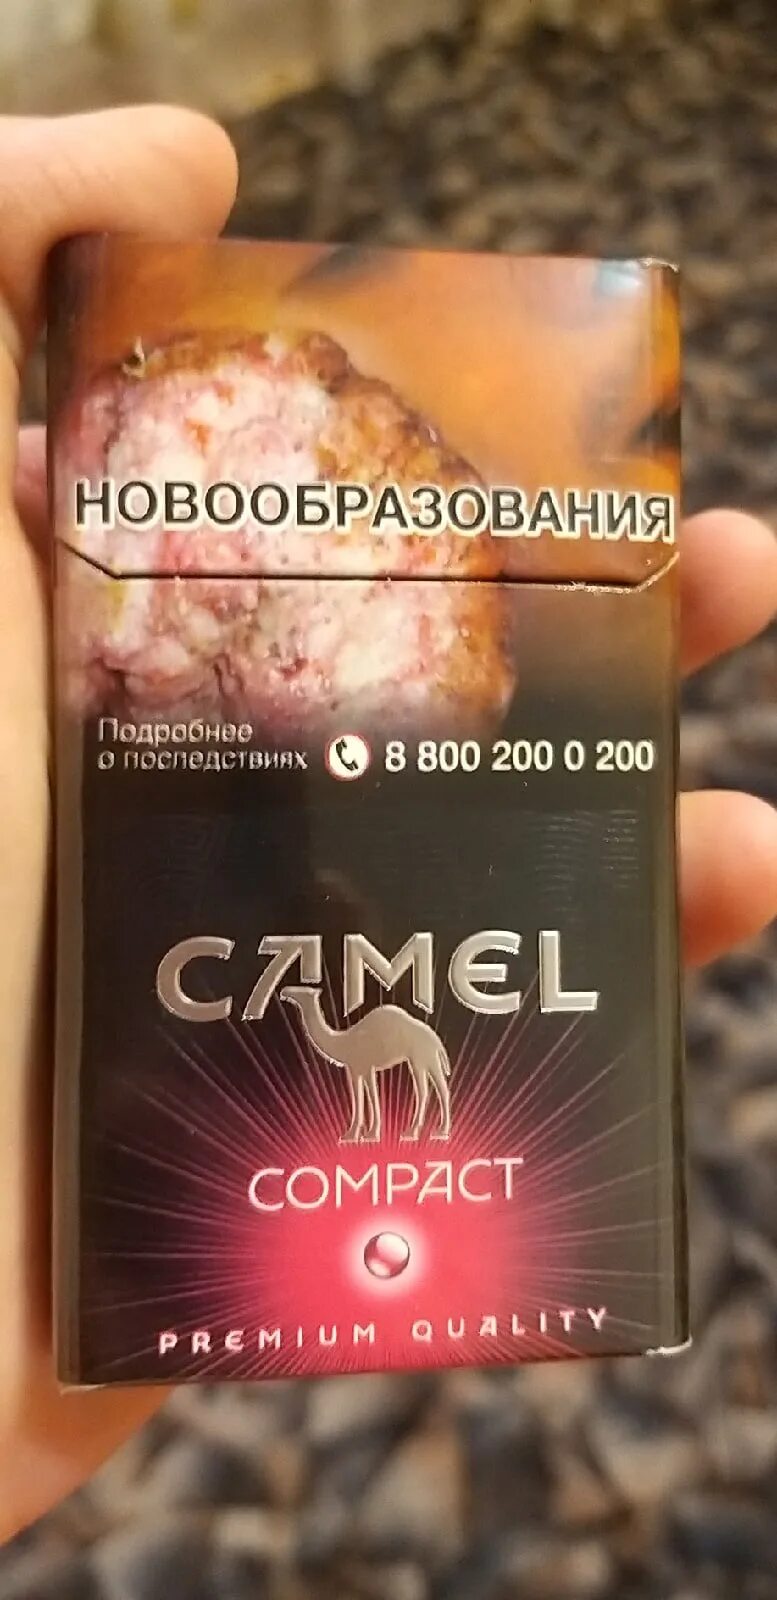 НОВООБРАЗОВАНИЯ
Подробнее
о последствиях 8 800 200 0 200
CAMEL
COMPACT
PREMIUM QUALITY